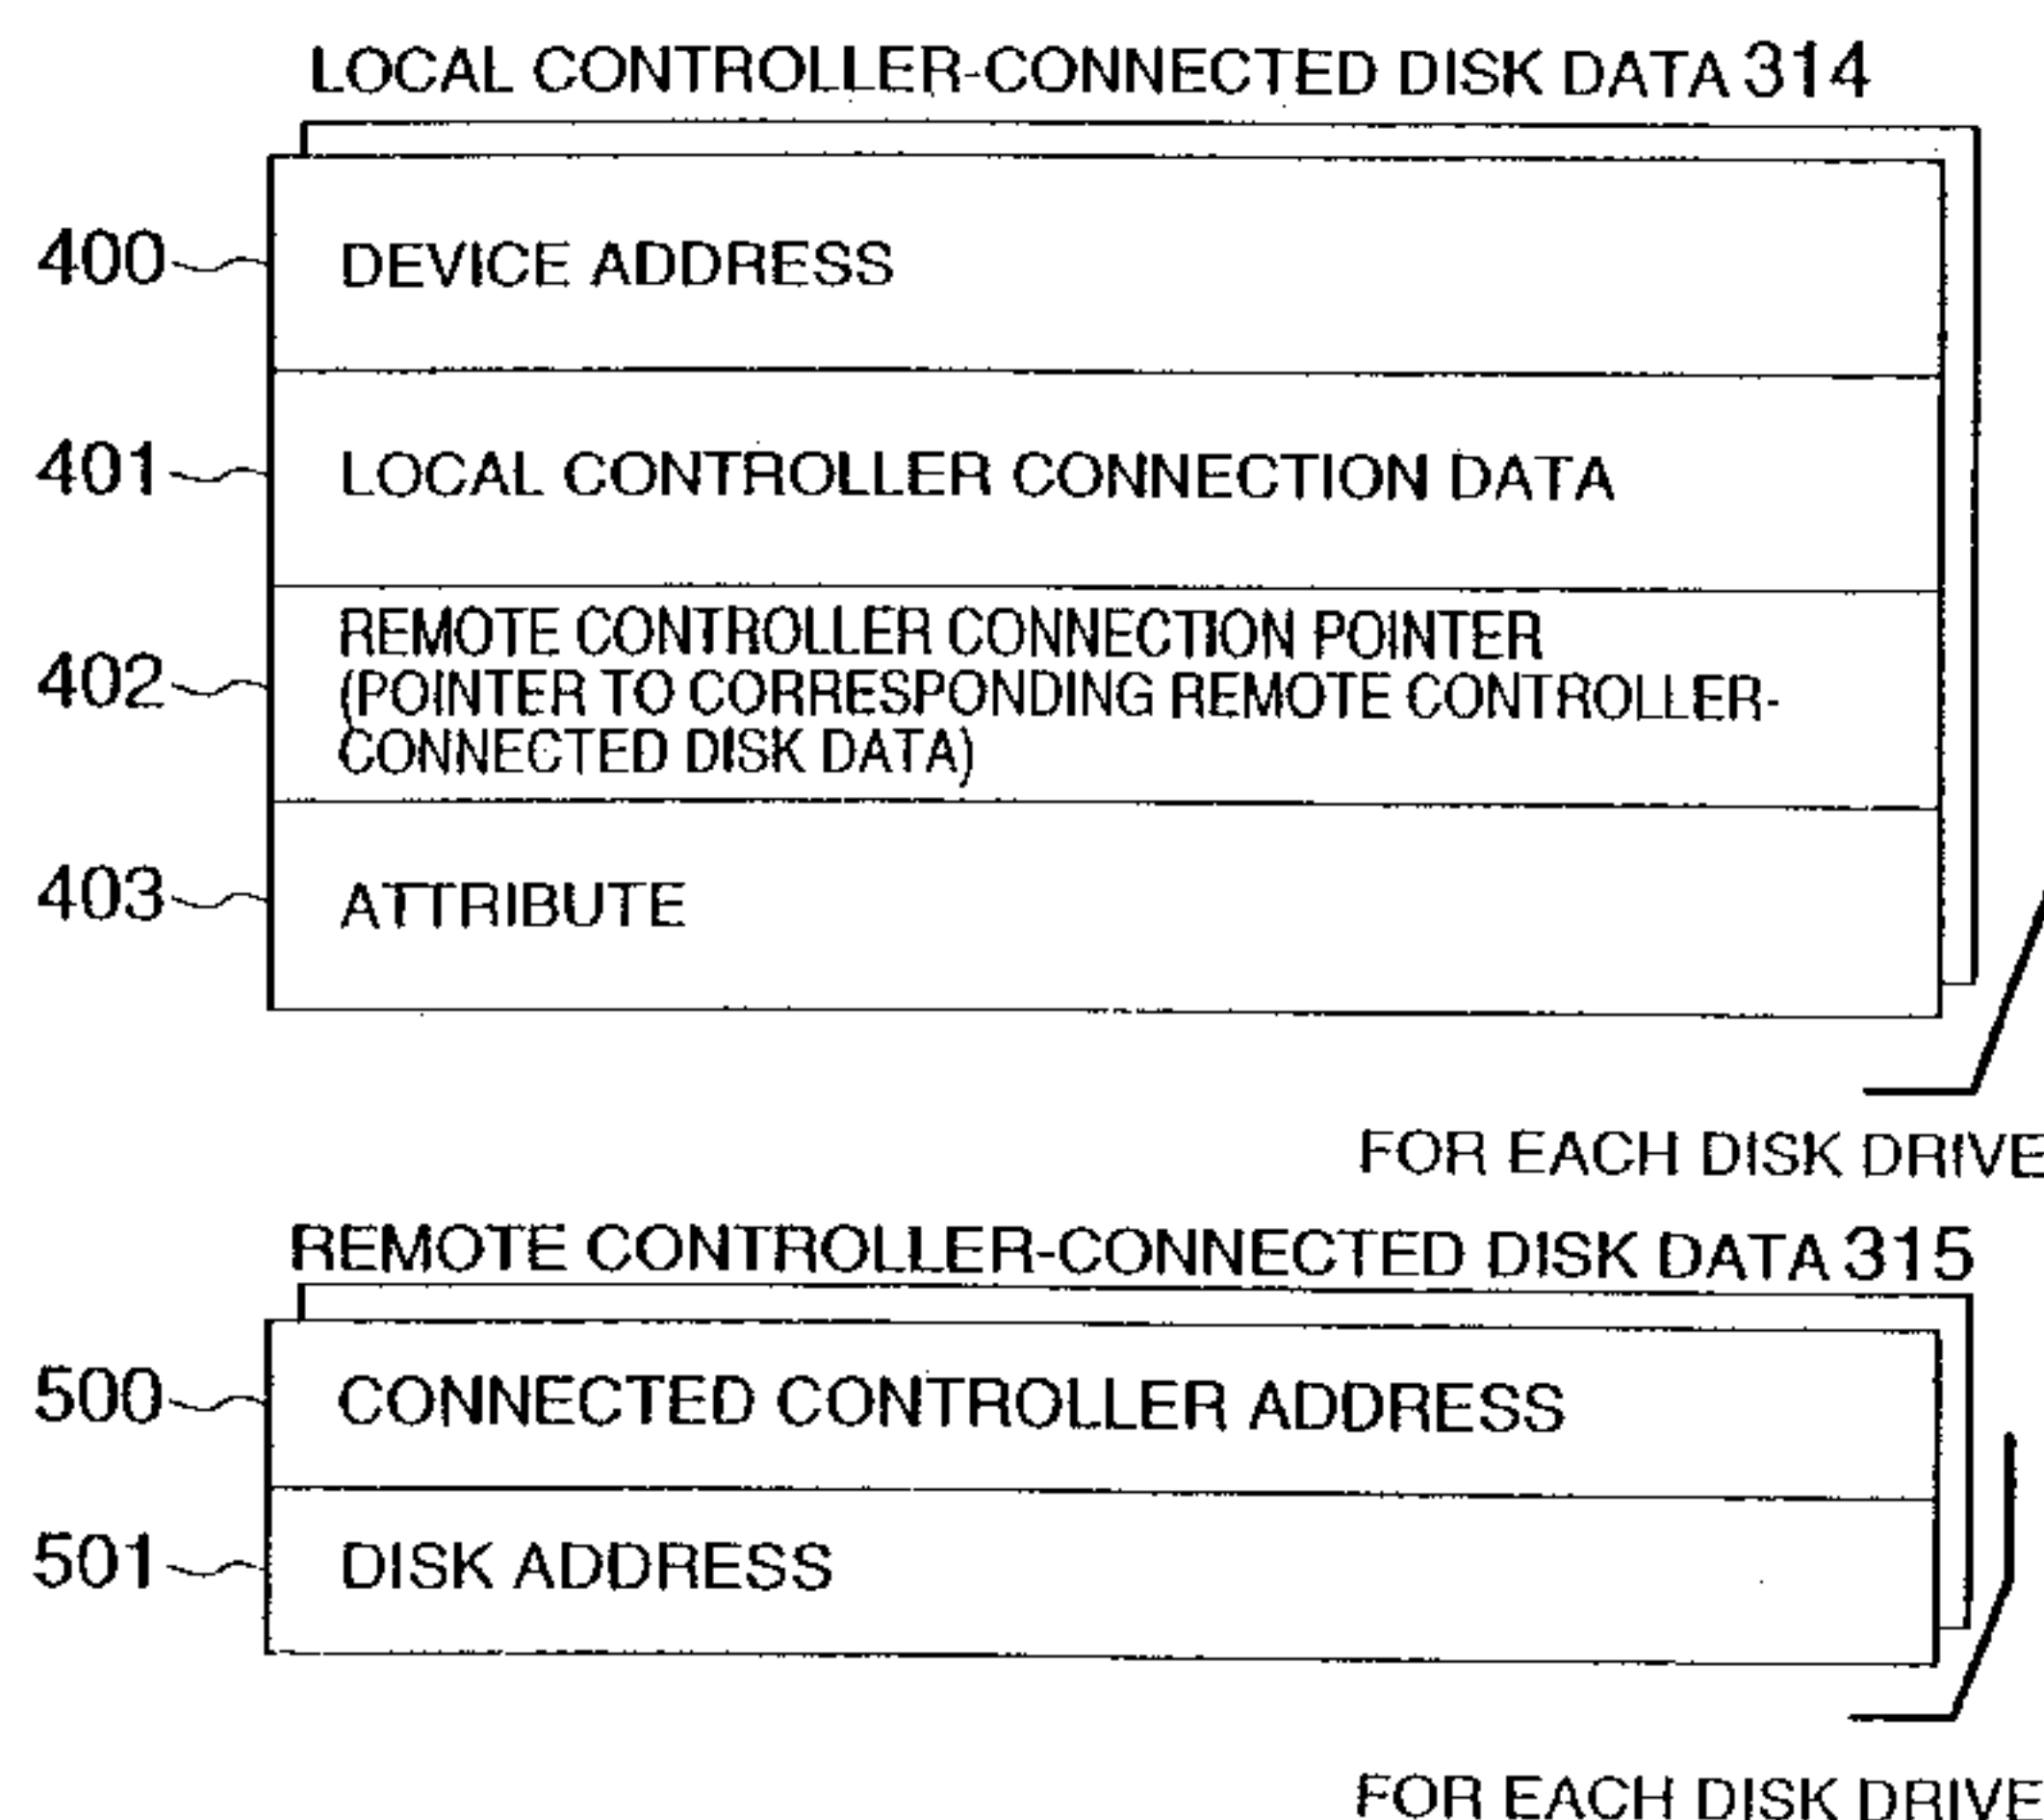 LOCAL CONTROLLER-CONNECTED DISK DATA 314
400 DEVICE ADDRESS
401 LOCAL CONTROLLER CONNECTION DATA
REMOTE CONTROLLER CONNECTION POINTER
402 (POINTER TO CORRESPONDING REMOTE CONTROLLER-
CONNECTED DISK DATA)
403 ATTRIBUTE
FOR EACH DISK DRIVE
REMOTE CONTROLLER-CONNECTED DISK DATA 315
500 CONNECTED CONTROLLER ADDRESS
501 DISK ADDRESS
FOR EACH DISK DRIVE